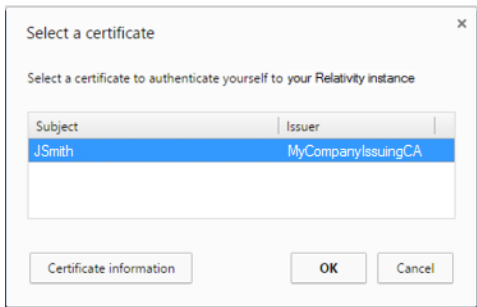 Select a certificate
Select a certificate to authenticate yourself to your Relativity instance
Subject Issuer
JSmith MyCompanyIssuingCA
Certificate information OK Cancel